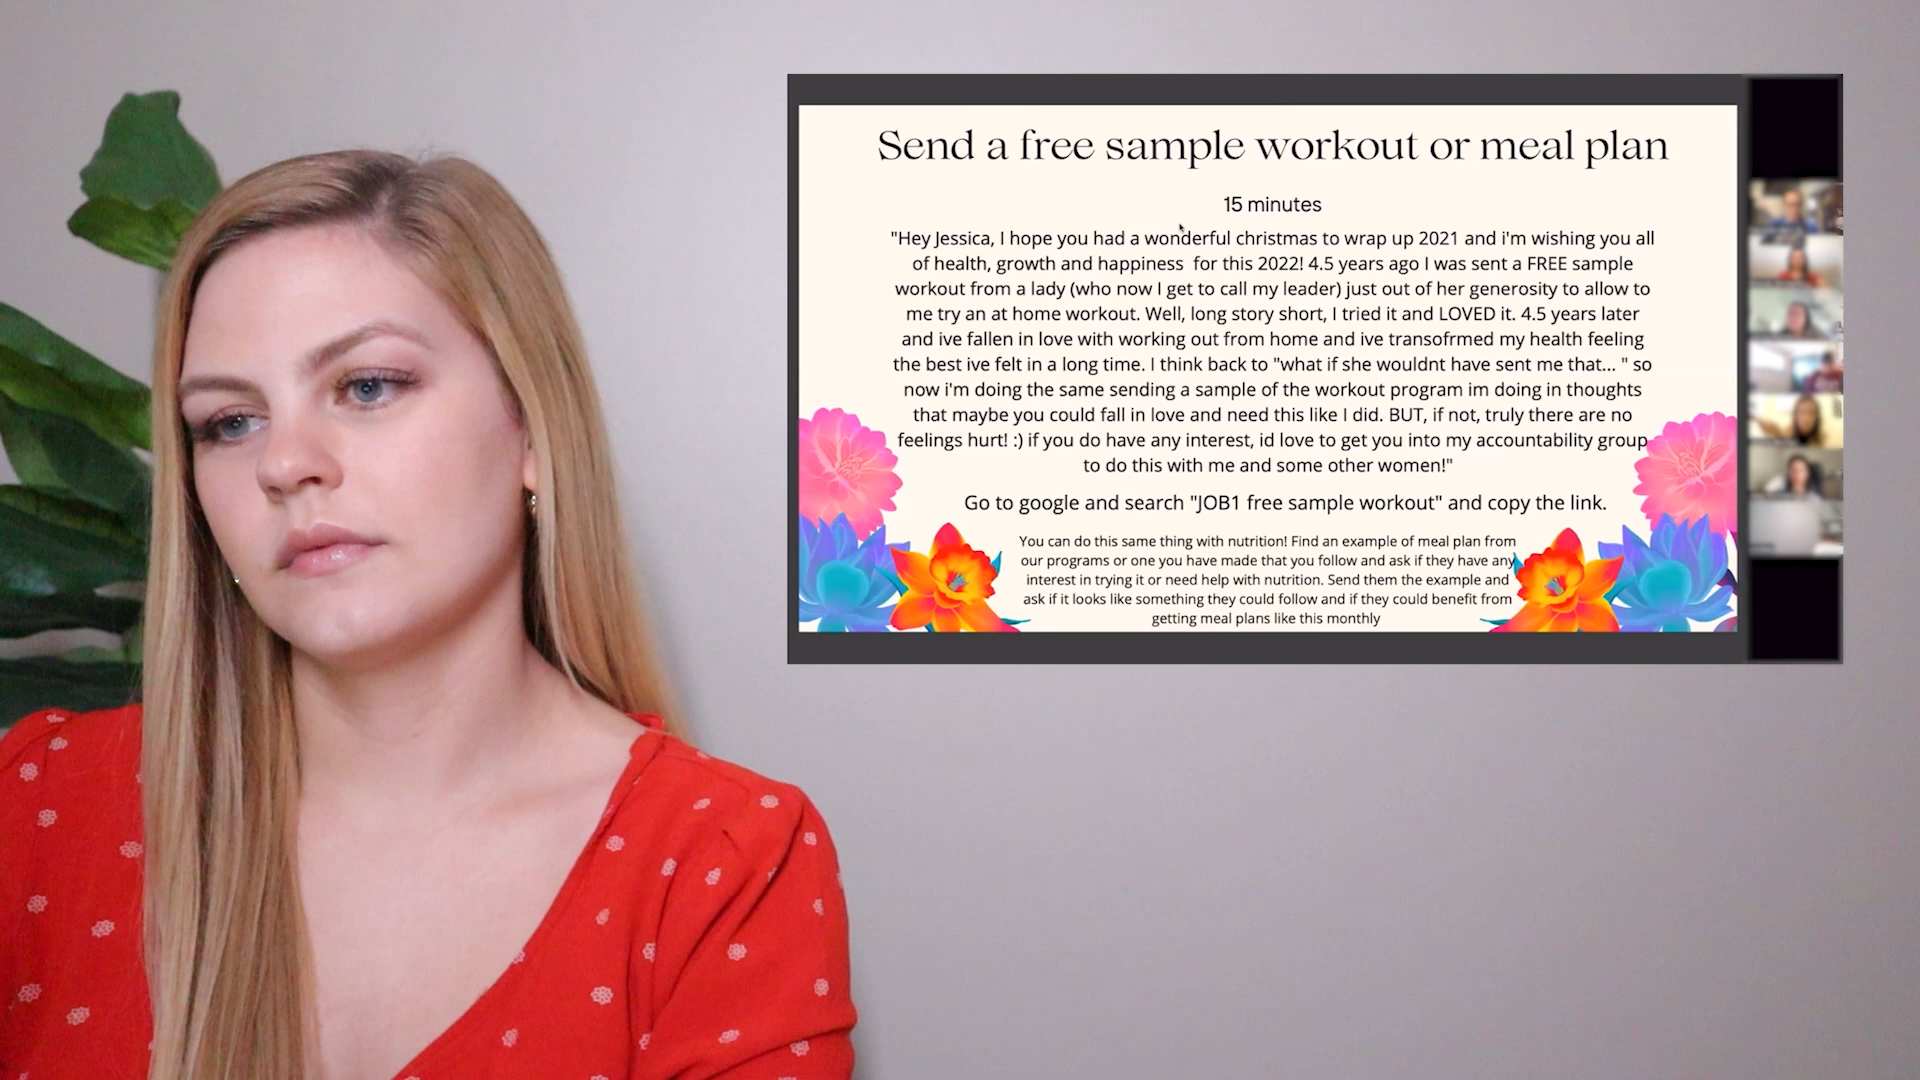 Send a free sample workout or meal plan
15 minutes
"Hey Jessica, I hope you had a wonderful christmas to wrap up 2021 and i'm wishing you all
of health, growth and happiness  for this 2022! 4.5 years ago I was sent a FREE sample
workout from a lady (who now I get to call my leader) just out of her generosity to allow to
me try an at home workout. Well, long story short, I tried it and LOVED it. 4.5 years later
and ive fallen in love with working out from home and ive transofrmed my health feeling
the best ive felt in a long time. I think back to "what if she wouldnt have sent me that... " so
now i'm doing the same sending a sample of the workout program im doing in thoughts
that maybe you could fall in love and need this like I did. BUT, if not, truly there are no
feelings hurt! :) if you do have any interest, id love to get you into my accountability group
to do this with me and some other women!"
Go to google and search "JOB1 free sample workout" and copy the link.
You can do this same thing with nutrition! Find an example of meal plan from
our programs or one you have made that you follow and ask if they have any
interest in trying it or need help with nutrition. Send them the example and
ask if it looks like something they could follow and if they could benefit from
getting meal plans like this monthly